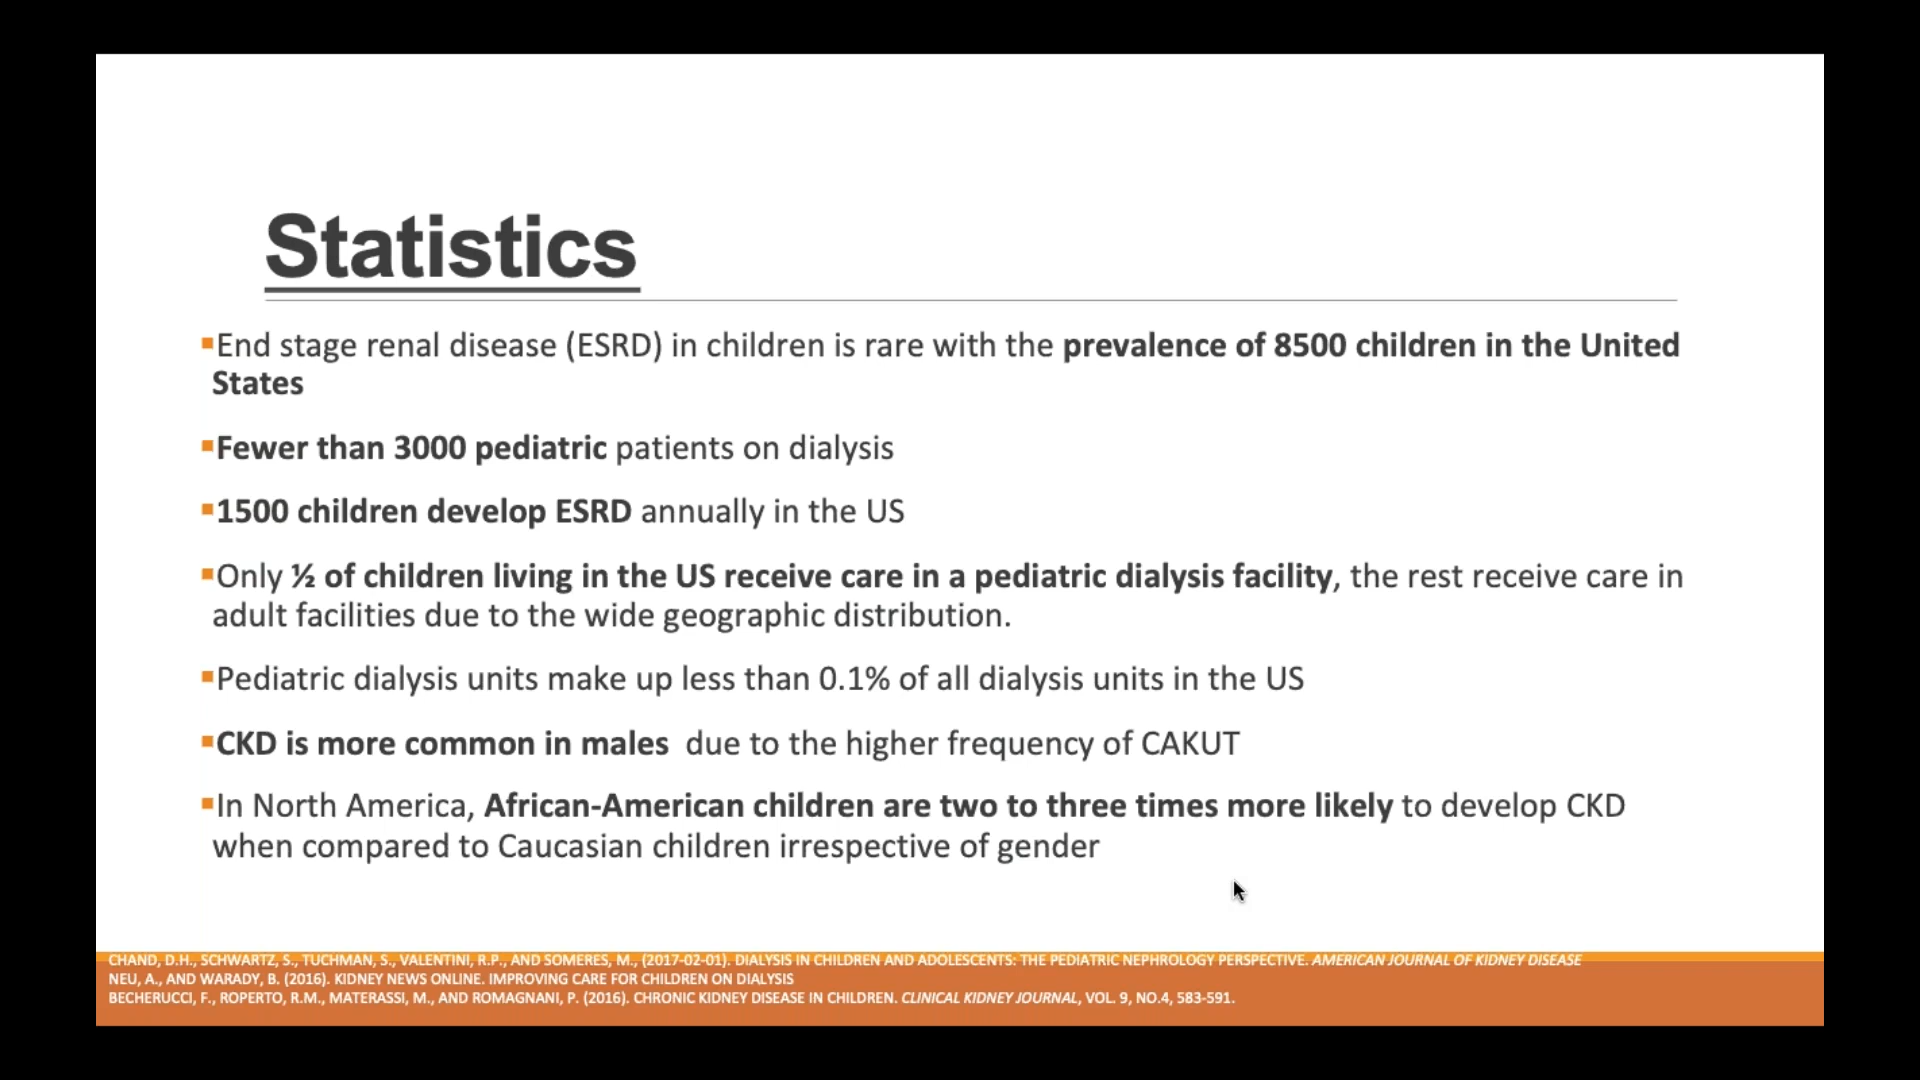 Statistics
▪End stage renal disease (ESRD) in children is rare with the prevalence of 8500 children in the United
States
▪Fewer than 3000 pediatric patients on dialysis
▪1500 children develop ESRD annually in the US
▪Only ½ of children living in the US receive care in a pediatric dialysis facility, the rest receive care in
adult facilities due to the wide geographic distribution.
▪Pediatric dialysis units make up less than 0.1% of all dialysis units in the US
▪CKD is more common in males  due to the higher frequency of CAKUT
▪In North America, African-American children are two to three times more likely to develop CKD
when compared to Caucasian children irrespective of gender
CHAND, D.H., SCHWARTZ, S., TUCHMAN, S., VALENTINI, R.P., AND SOMERES, M., (2017-02-01). DIALYSIS IN CHILDREN AND ADOLESCENTS: THE PEDIATRIC NEPHROLOGY PERSPECTIVE. AMERICAN JOURNAL OF KIDNEY DISEASE
NEU, A., AND WARADY, B. (2016). KIDNEY NEWS ONLINE. IMPROVING CARE FOR CHILDREN ON DIALYSIS
BECHERUCCI, F., ROPERTO, R.M., MATERASSI, M., AND ROMAGNANI, P. (2016). CHRONIC KIDNEY DISEASE IN CHILDREN. CLINICAL KIDNEY JOURNAL, VOL. 9, NO.4, 583-591.